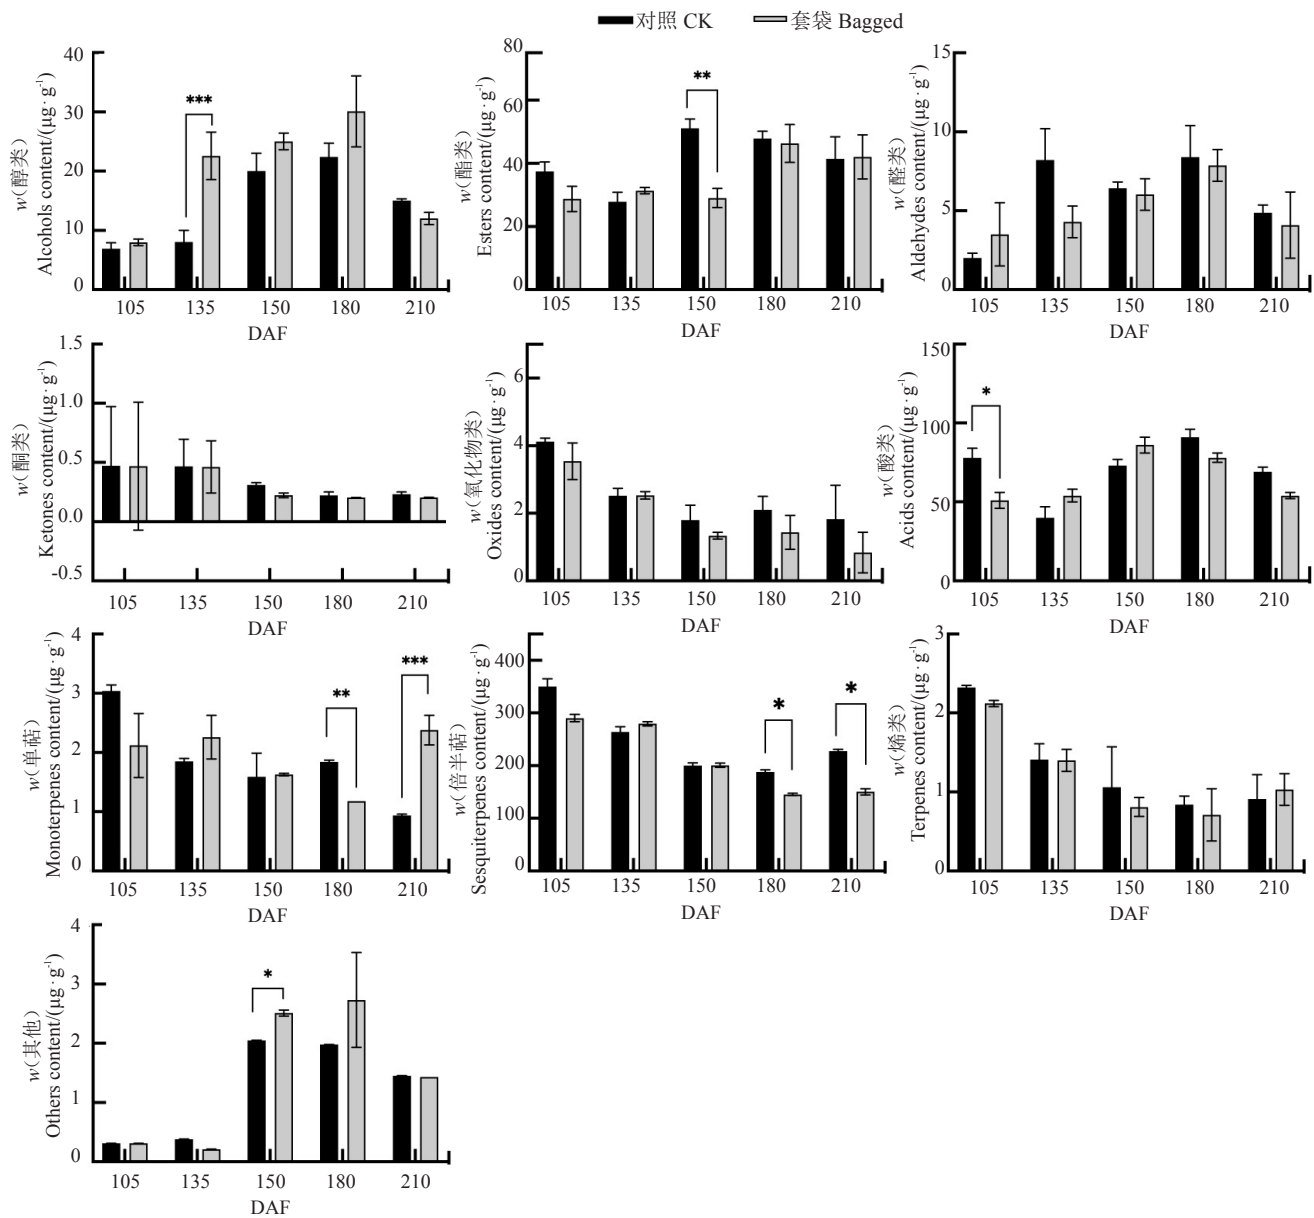 对照 CK 套袋 Bagged
w(醇类)
Alcohols content/(μg·g⁻¹)
40
30
20
10
0
***
105 135 150 180 210
DAF
w(酯类)
Esters content/(μg·g⁻¹)
80
60
40
20
0
**
105 135 150 180 210
DAF
w(醛类)
Aldehydes content/(μg·g⁻¹)
15
10
5
0
105 135 150 180 210
DAF
w(酮类)
Ketones content/(μg·g⁻¹)
1.5
1.0
0.5
0.0
-0.5
105 135 150 180 210
DAF
w(氧化物类)
Oxides content/(μg·g⁻¹)
6
4
2
0
105 135 150 180 210
DAF
w(酸类)
Acids content/(μg·g⁻¹)
150
100
50
0
*
105 135 150 180 210
DAF
w(单萜)
Monoterpenes content/(μg·g⁻¹)
4
3
2
1
0
** ***
105 135 150 180 210
DAF
w(倍半萜)
Sesquiterpenes content/(μg·g⁻¹)
400
300
200
100
0
* *
105 135 150 180 210
DAF
w(烯类)
Terpenes content/(μg·g⁻¹)
3
2
1
0
105 135 150 180 210
DAF
w(其他)
Others content/(μg·g⁻¹)
4
3
2
1
0
*
105 135 150 180 210
DAF